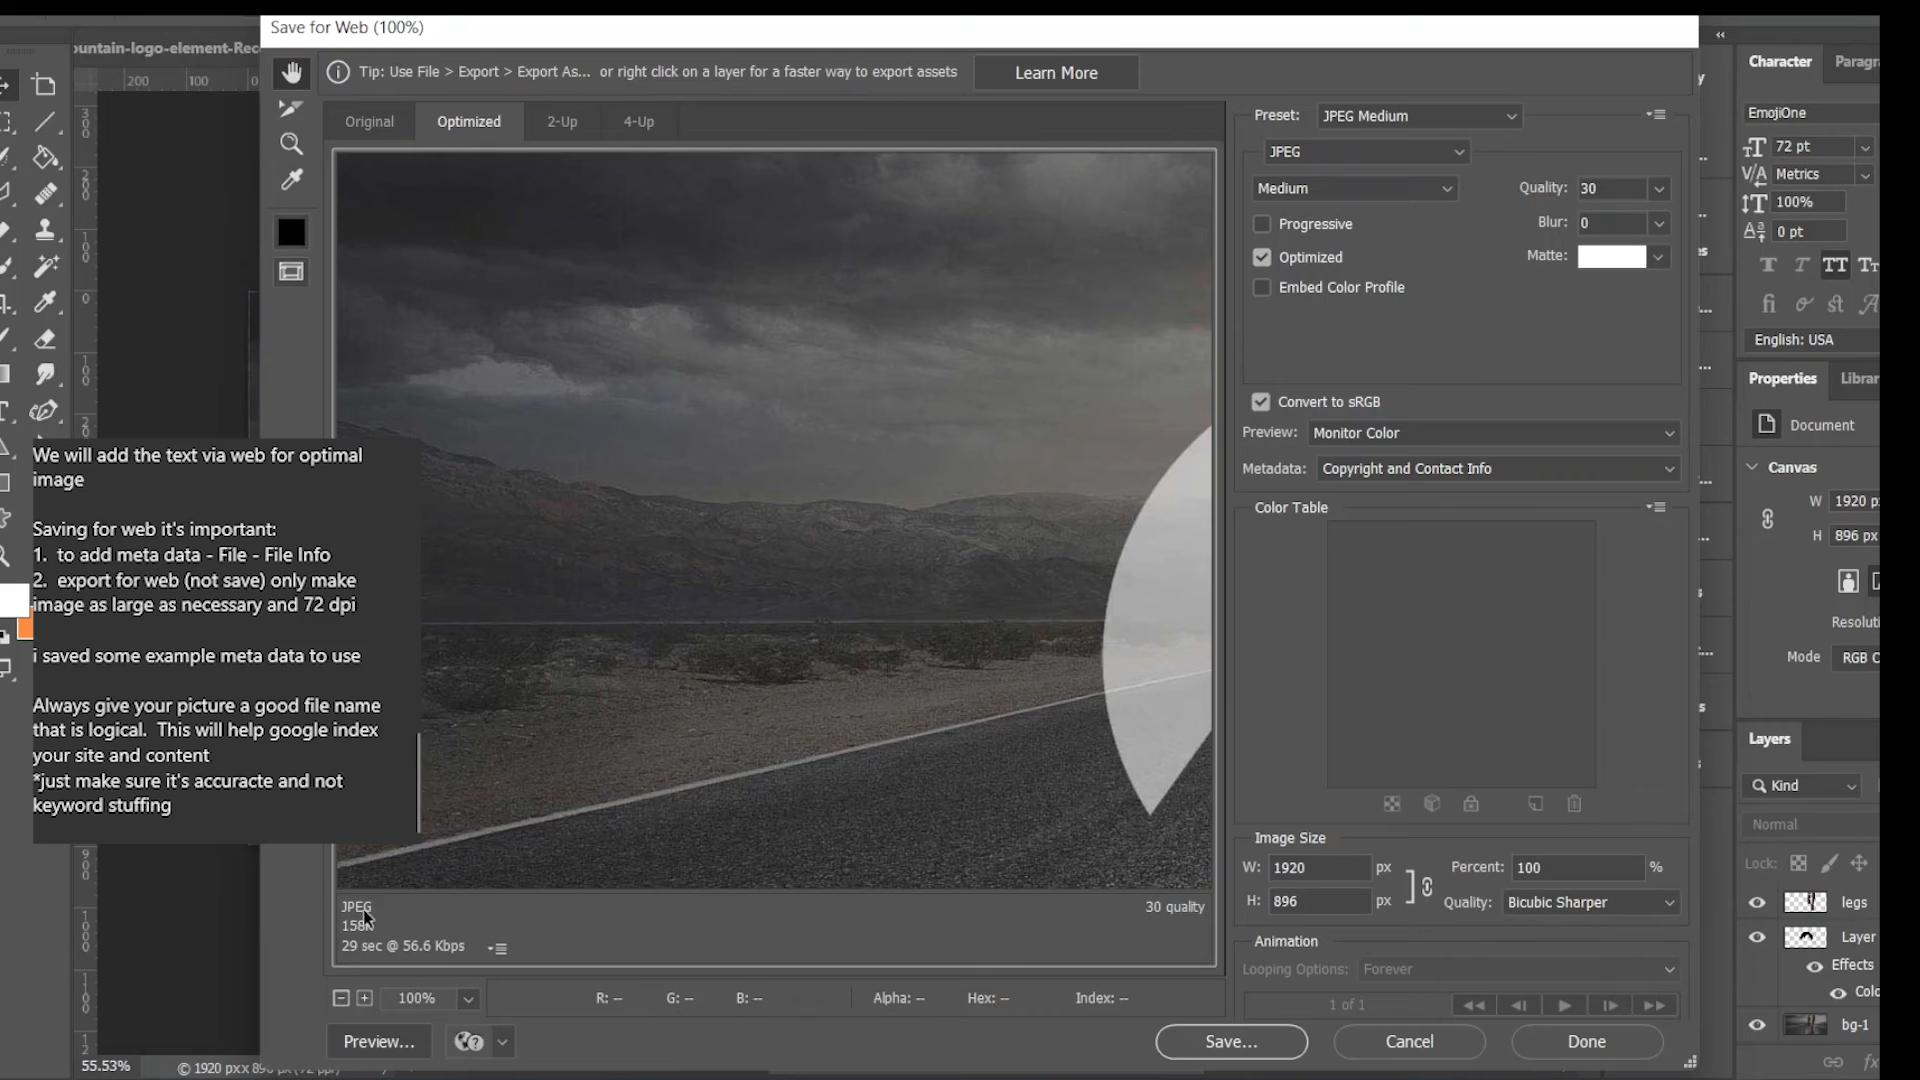 Save for Web (100%)
ountain-logo-element-Rec
Tip: Use File > Export > Export As... or right click on a layer for a faster way to export assets
Learn More
Original
Optimized
2-Up
4-Up
200
100
We will add the text via web for optimal
image
Saving for web it's important:
1. to add meta data - File - File Info
2. export for web (not save) only make
image as large as necessary and 72 dpi
i saved some example meta data to use
Always give your picture a good file name
that is logical. This will help google index
your site and content
*just make sure it's accuracte and not
keyword stuffing
JPEG
158K
29 sec @ 56.6 Kbps
30 quality
100%
R: --
G: --
B: --
Alpha: --
Hex: --
Index: --
Preview...
Save...
Cancel
Done
55.53%
Preset: JPEG Medium
JPEG
Medium
Quality: 30
Progressive
Blur: 0
Optimized
Matte:
Embed Color Profile
Convert to sRGB
Preview: Monitor Color
Metadata: Copyright and Contact Info
Color Table
Image Size
W: 1920 px
Percent: 100 %
H: 896 px
Quality: Bicubic Sharper
Animation
Looping Options: Forever
1 of 1
Character
Paragra
EmojiOne
72 pt
Metrics
100%
0 pt
English: USA
Properties
Librar
Document
Canvas
W 1920 p
H 896 px
Resoluti
Mode RGB C
Layers
Kind
Normal
Lock:
legs
Layer
Effects
Colo
bg-1
fx